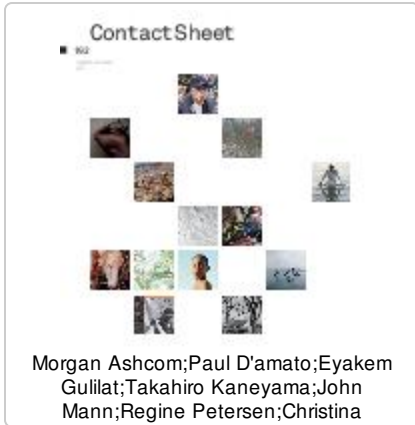 ContactSheet
Morgan Ashcom;Paul D'amato;Eyakem
Gulilat;Takahiro Kaneyama;John
Mann;Regine Petersen;Christina